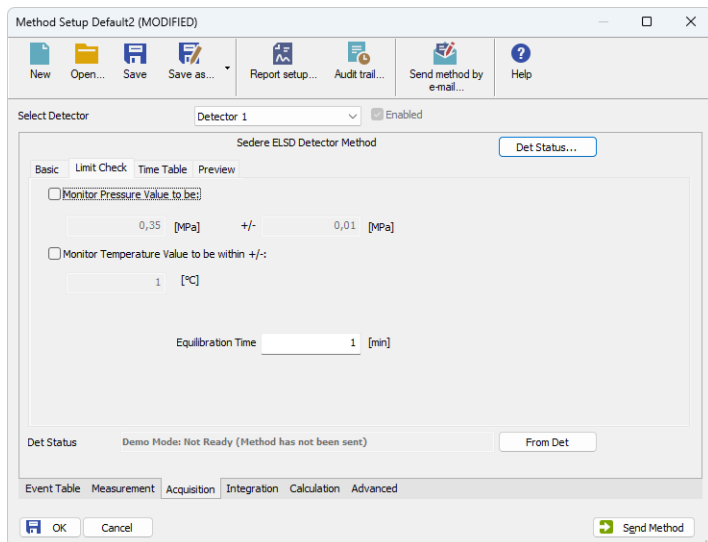 Method Setup Default2 (MODIFIED)
New Open... Save Save as... Report setup... Audit trail... Send method by e-mail... Help
Select Detector Detector 1 Enabled
Sedere ELSD Detector Method Det Status...
Basic Limit Check Time Table Preview
Monitor Pressure Value to be:
0,35 [MPa] +/- 0,01 [MPa]
Monitor Temperature Value to be within +/-:
1 [°C]
Equilibration Time 1 [min]
Det Status Demo Mode: Not Ready (Method has not been sent) From Det
Event Table Measurement Acquisition Integration Calculation Advanced
OK Cancel Send Method